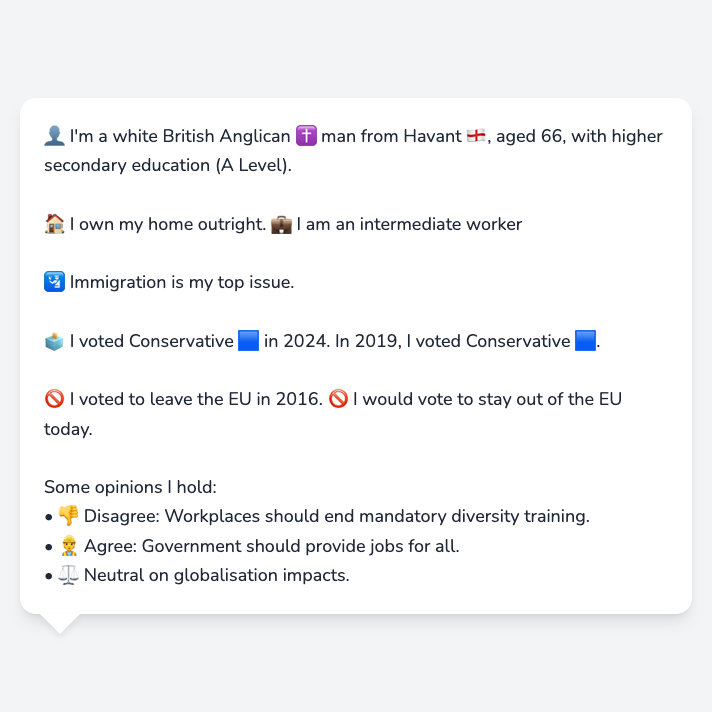 👤 I'm a white British Anglican ✝️ man from Havant 🏴󠁧󠁢󠁥󠁮󠁧󠁿, aged 66, with higher
secondary education (A Level).
🏠 I own my home outright. 💼 I am an intermediate worker
🛂 Immigration is my top issue.
🗳️ I voted Conservative 🟦 in 2024. In 2019, I voted Conservative 🟦.
🚫 I voted to leave the EU in 2016. 🚫 I would vote to stay out of the EU
today.
Some opinions I hold:
• 👎 Disagree: Workplaces should end mandatory diversity training.
• 👷 Agree: Government should provide jobs for all.
• ⚖️ Neutral on globalisation impacts.